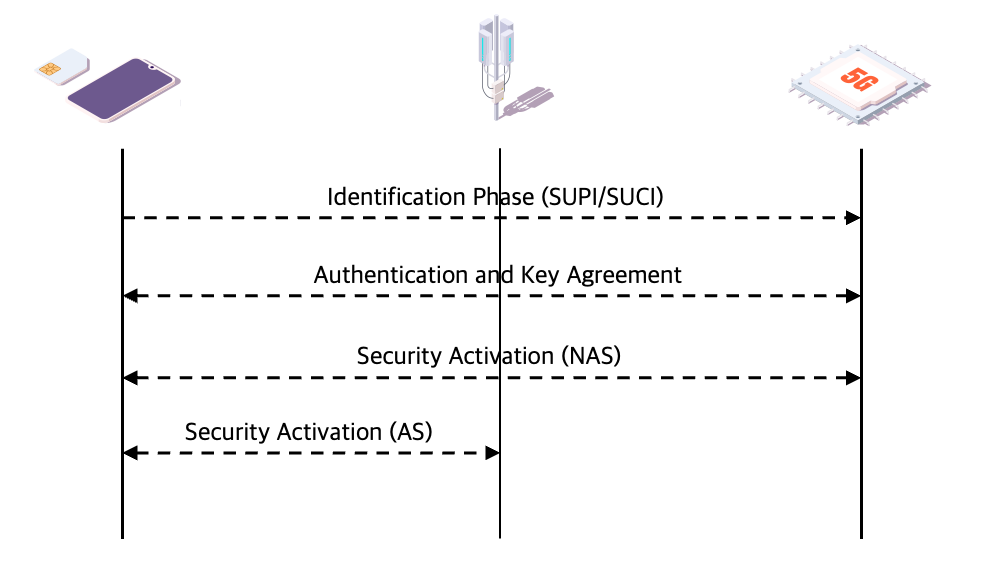 5G
Identification Phase (SUPI/SUCI)
Authentication and Key Agreement
Security Activation (NAS)
Security Activation (AS)